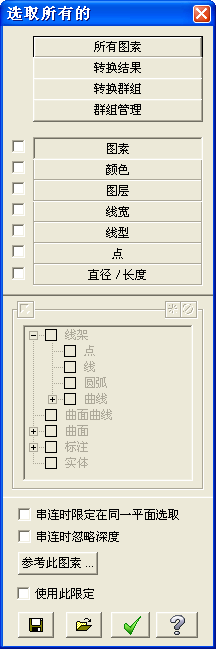 选取所有的
所有图素
转换结果
转换群组
群组管理
图素
颜色
图层
线宽
线型
点
直径 /长度
线架
点
线
圆弧
曲线
曲面曲线
曲面
标注
实体
串连时限定在同一平面选取
串连时忽略深度
参考此图素 ...
使用此限定